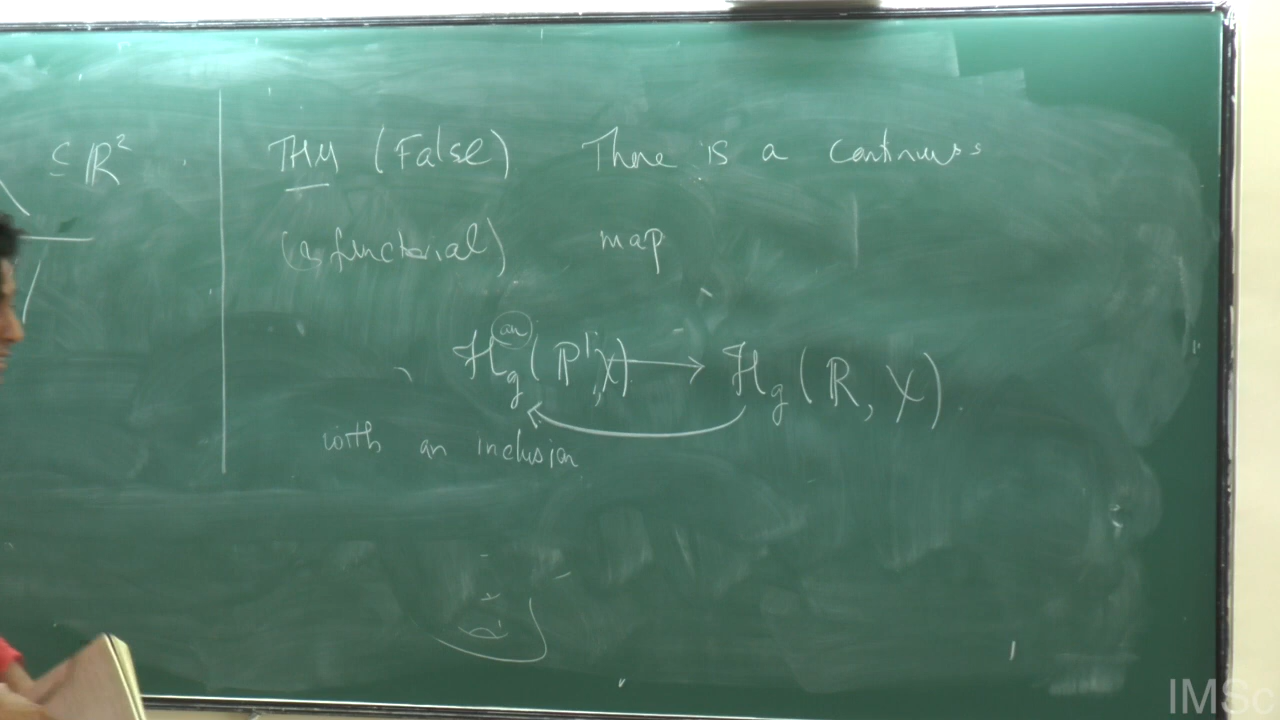 ⊆ ℝ²
THM (False) There is a continuous
(& functorial) map
ℋ_g^{an}(ℙ¹, X) → ℋ_g(ℝ, X)
with an inclusion
IMSc